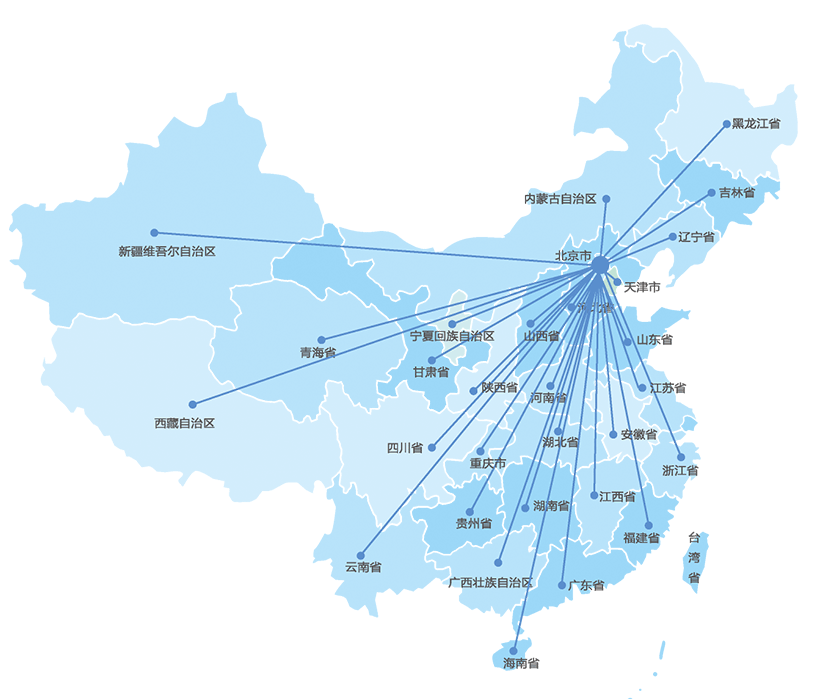 黑龙江省
吉林省
内蒙古自治区
辽宁省
新疆维吾尔自治区
北京市
天津市
河北省
宁夏回族自治区
山西省
山东省
青海省
甘肃省
陕西省
河南省
江苏省
西藏自治区
安徽省
湖北省
四川省
重庆市
浙江省
江西省
湖南省
贵州省
福建省
台
湾
省
云南省
广西壮族自治区
广东省
海南省